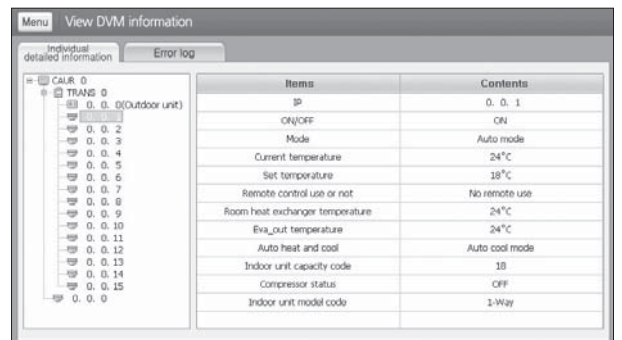 Menu View DVM information
Individual
detailed information
Error log
CAUR 0
TRANS 0
0. 0. 0(Outdoor unit)
0. 0. 1
0. 0. 2
0. 0. 3
0. 0. 4
0. 0. 5
0. 0. 6
0. 0. 7
0. 0. 8
0. 0. 9
0. 0. 10
0. 0. 11
0. 0. 12
0. 0. 13
0. 0. 14
0. 0. 15
0. 0. 0
Items Contents
IP 0. 0. 1
ON/OFF ON
Mode Auto mode
Current temperature 24°C
Set temperature 18°C
Remote control use or not No remote use
Room heat exchanger temperature 24°C
Eva_out temperature 24°C
Auto heat and cool Auto cool mode
Indoor unit capacity code 18
Compressor status OFF
Indoor unit model code 1-Way